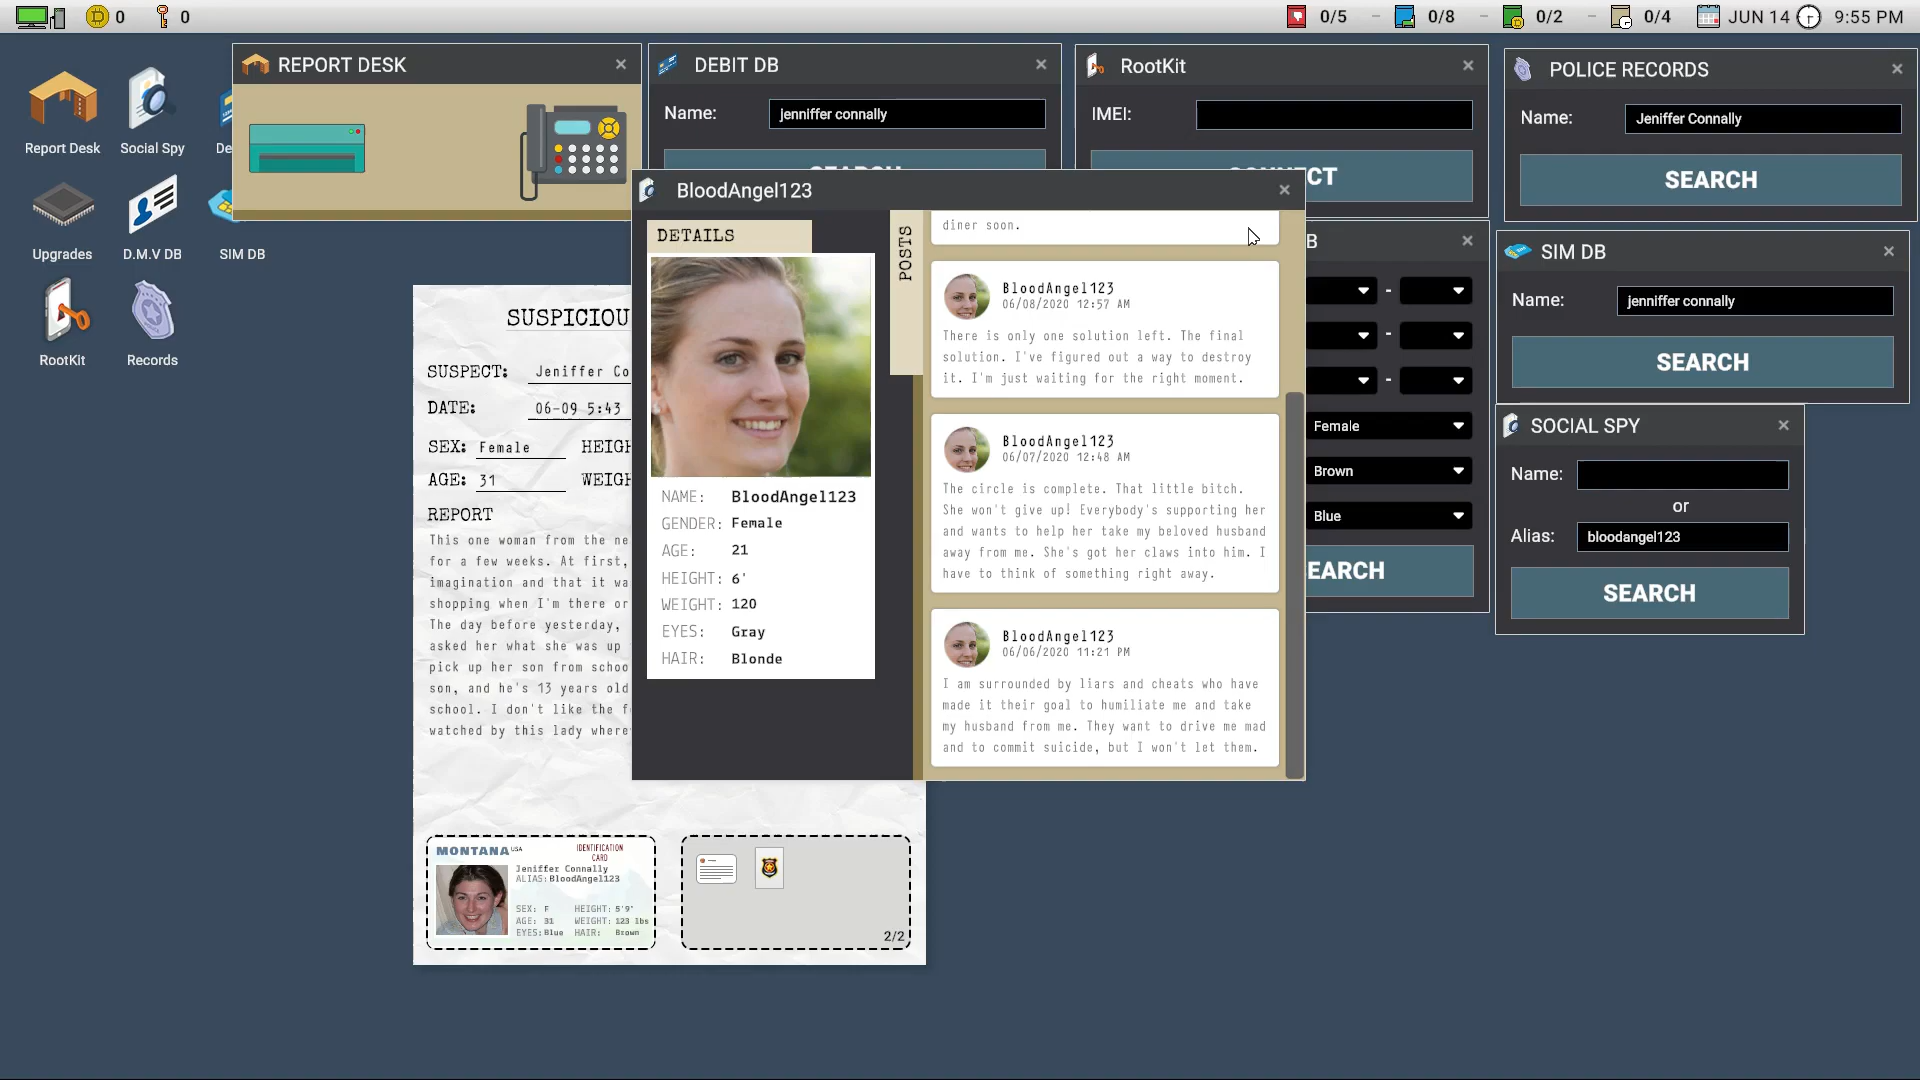 0
0
0/5
0/8
0/2
0/4
JUN 14
9:55 PM
Report Desk
Social Spy
De
Upgrades
D.M.V DB
SIM DB
RootKit
Records
REPORT DESK
DEBIT DB
Name:
jenniffer connally
RootKit
IMEI:
POLICE RECORDS
Name:
Jeniffer Connally
SEARCH
B
-
-
-
Female
Brown
Blue
EARCH
SIM DB
Name:
jenniffer connally
SEARCH
SOCIAL SPY
Name:
or
Alias:
bloodangel123
SEARCH
BloodAngel123
DETAILS
NAME: BloodAngel123
GENDER: Female
AGE: 21
HEIGHT: 6'
WEIGHT: 120
EYES: Gray
HAIR: Blonde
POSTS
diner soon.
BloodAngel123
06/08/2020 12:57 AM
There is only one solution left. The final
solution. I've figured out a way to destroy
it. I'm just waiting for the right moment.
BloodAngel123
06/07/2020 12:48 AM
The circle is complete. That little bitch.
She won't give up! Everybody's supporting her
and wants to help her take my beloved husband
away from me. She's got her claws into him. I
have to think of something right away.
BloodAngel123
06/06/2020 11:21 PM
I am surrounded by liars and cheats who have
made it their goal to humiliate me and take
my husband from me. They want to drive me mad
and to commit suicide, but I won't let them.
SUSPICIOU
SUSPECT: Jeniffer Co
DATE: 06-09 5:43
SEX: Female HEIGH
AGE: 31 WEIGH
REPORT
This one woman from the ne
for a few weeks. At first,
imagination and that it wa
shopping when I'm there or
The day before yesterday,
asked her what she was up
pick up her son from schoo
son, and he's 13 years old
school. I don't like the f
watched by this lady where
MONTANA USA
IDENTIFICATION
CARD
Jeniffer Connally
ALIAS: BloodAngel123
SEX: F HEIGHT: 5'9"
AGE: 31 WEIGHT: 123 lbs
EYES: Blue HAIR: Brown
2/2